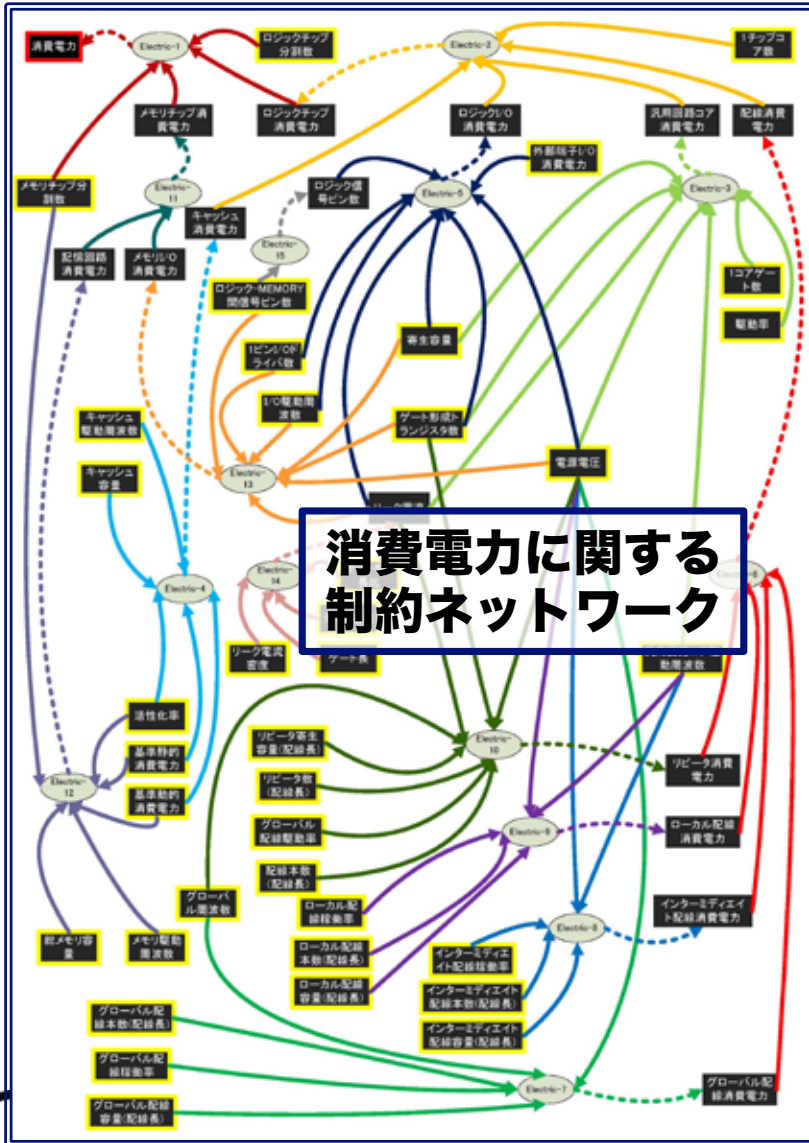 消費電力
Electric-1
ロジックチップ
分割数
Electric-2
1チップコ
ア数
メモリチップ消
費電力
ロジックチップ
消費電力
ロジックI/O
消費電力
汎用回路コア
消費電力
配線消費
電力
外部端子I/O
消費電力
メモリチップ分
割数
Electric-
11
キャッシュ
消費電力
ロジック信
号ピン数
Electric-5
Electric-3
記憶回路
消費電力
メモリI/O
消費電力
Electric-
15
1コアゲー
ト数
ロジック-MEMORY
間信号ピン数
寄生容量
駆動率
1ピンI/Oド
ライバ数
I/O駆動周
波数
ゲート形成ト
ランジスタ数
キャッシュ
駆動周波数
キャッシュ
容量
Electric-
13
電源電圧
消費電力に関する
制約ネットワーク
Electric-4
Electric-
14
リーク電流
密度
ゲート長
動周波数
活性化率
基準静的
消費電力
基準動的
消費電力
Electric-
12
リピータ寄生
容量(配線長)
リピータ数
(配線長)
グローバル
配線駆動率
配線本数
(配線長)
Electric-
10
リピータ消費
電力
Electric-9
ローカル配線
消費電力
グローバ
ル周波数
ローカル配
線稼働率
ローカル配線
本数(配線長)
ローカル配線
容量(配線長)
インターミディエイ
ト配線消費電力
Electric-8
総メモリ容
量
メモリ駆動
周波数
インターミディエ
イト配線稼働率
インターミディエイト
配線本数(配線長)
インターミディエイト
配線容量(配線長)
グローバル配
線本数(配線長)
グローバル配
線稼働率
グローバル配線
容量(配線長)
Electric-7
グローバル配
線消費電力